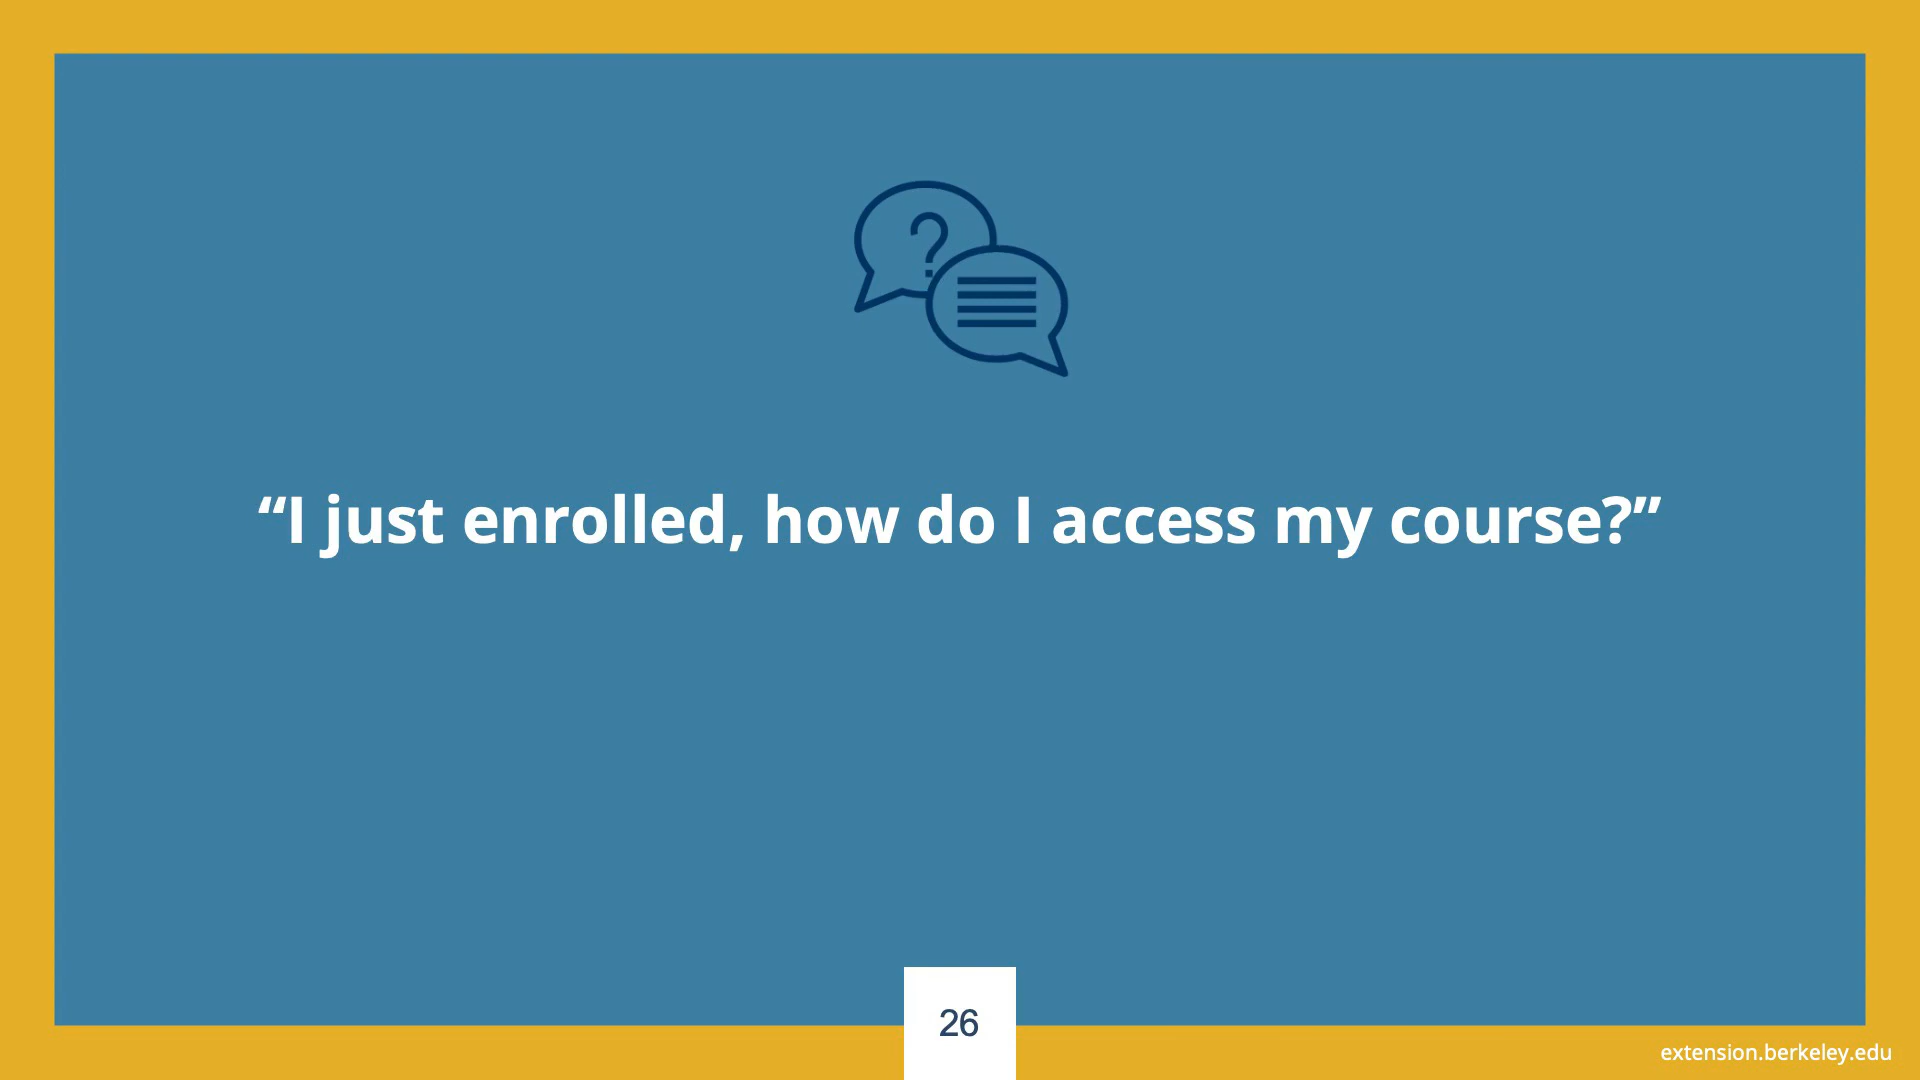 ?
“I just enrolled, how do I access my course?”
26
extension.berkeley.edu